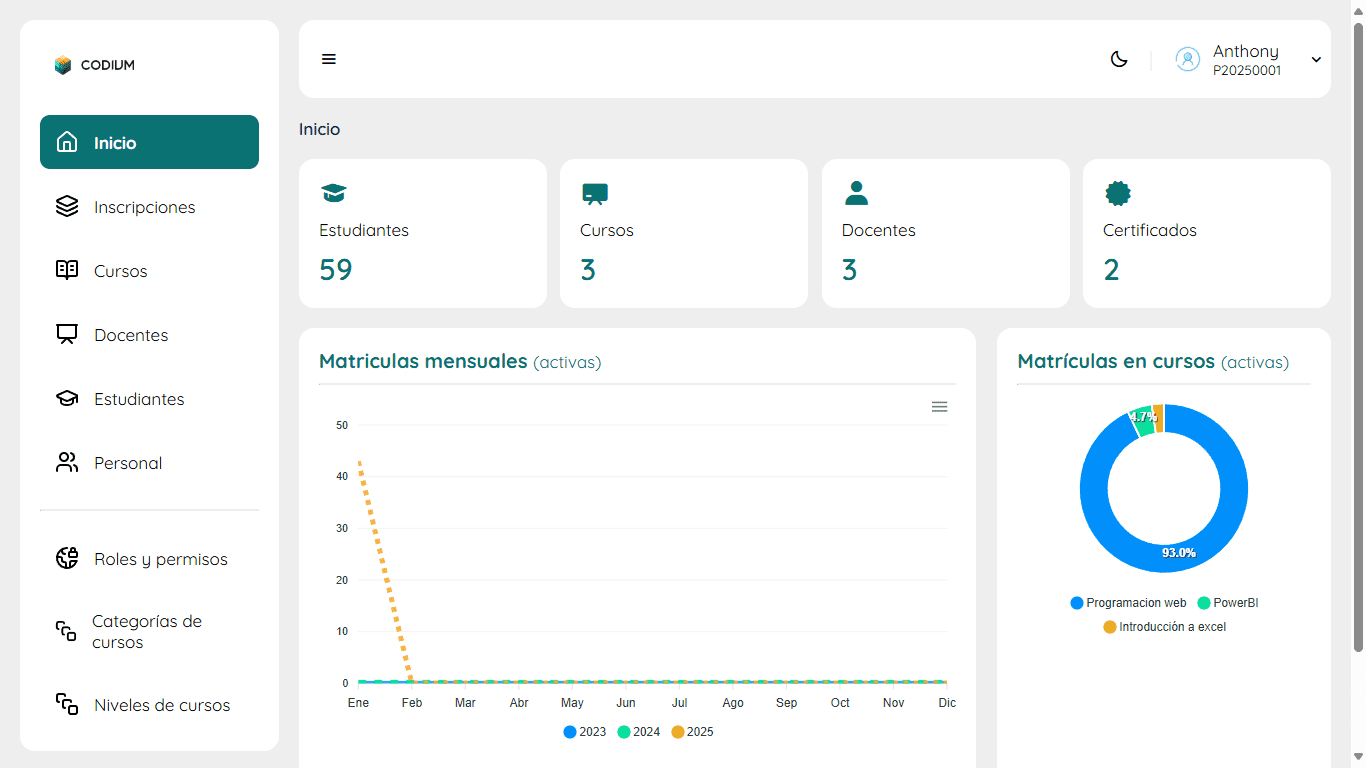 CODIUM
Inicio
Inscripciones
Cursos
Docentes
Estudiantes
Personal
Roles y permisos
Categorías de
cursos
Niveles de cursos
Anthony
P20250001
Inicio
Estudiantes
59
Cursos
3
Docentes
3
Certificados
2
Matriculas mensuales (activas)
50
40
30
20
10
0
Ene Feb Mar Abr May Jun Jul Ago Sep Oct Nov Dic
2023 2024 2025
Matrículas en cursos (activas)
4.7%
93.0%
Programacion web PowerBI
Introducción a excel